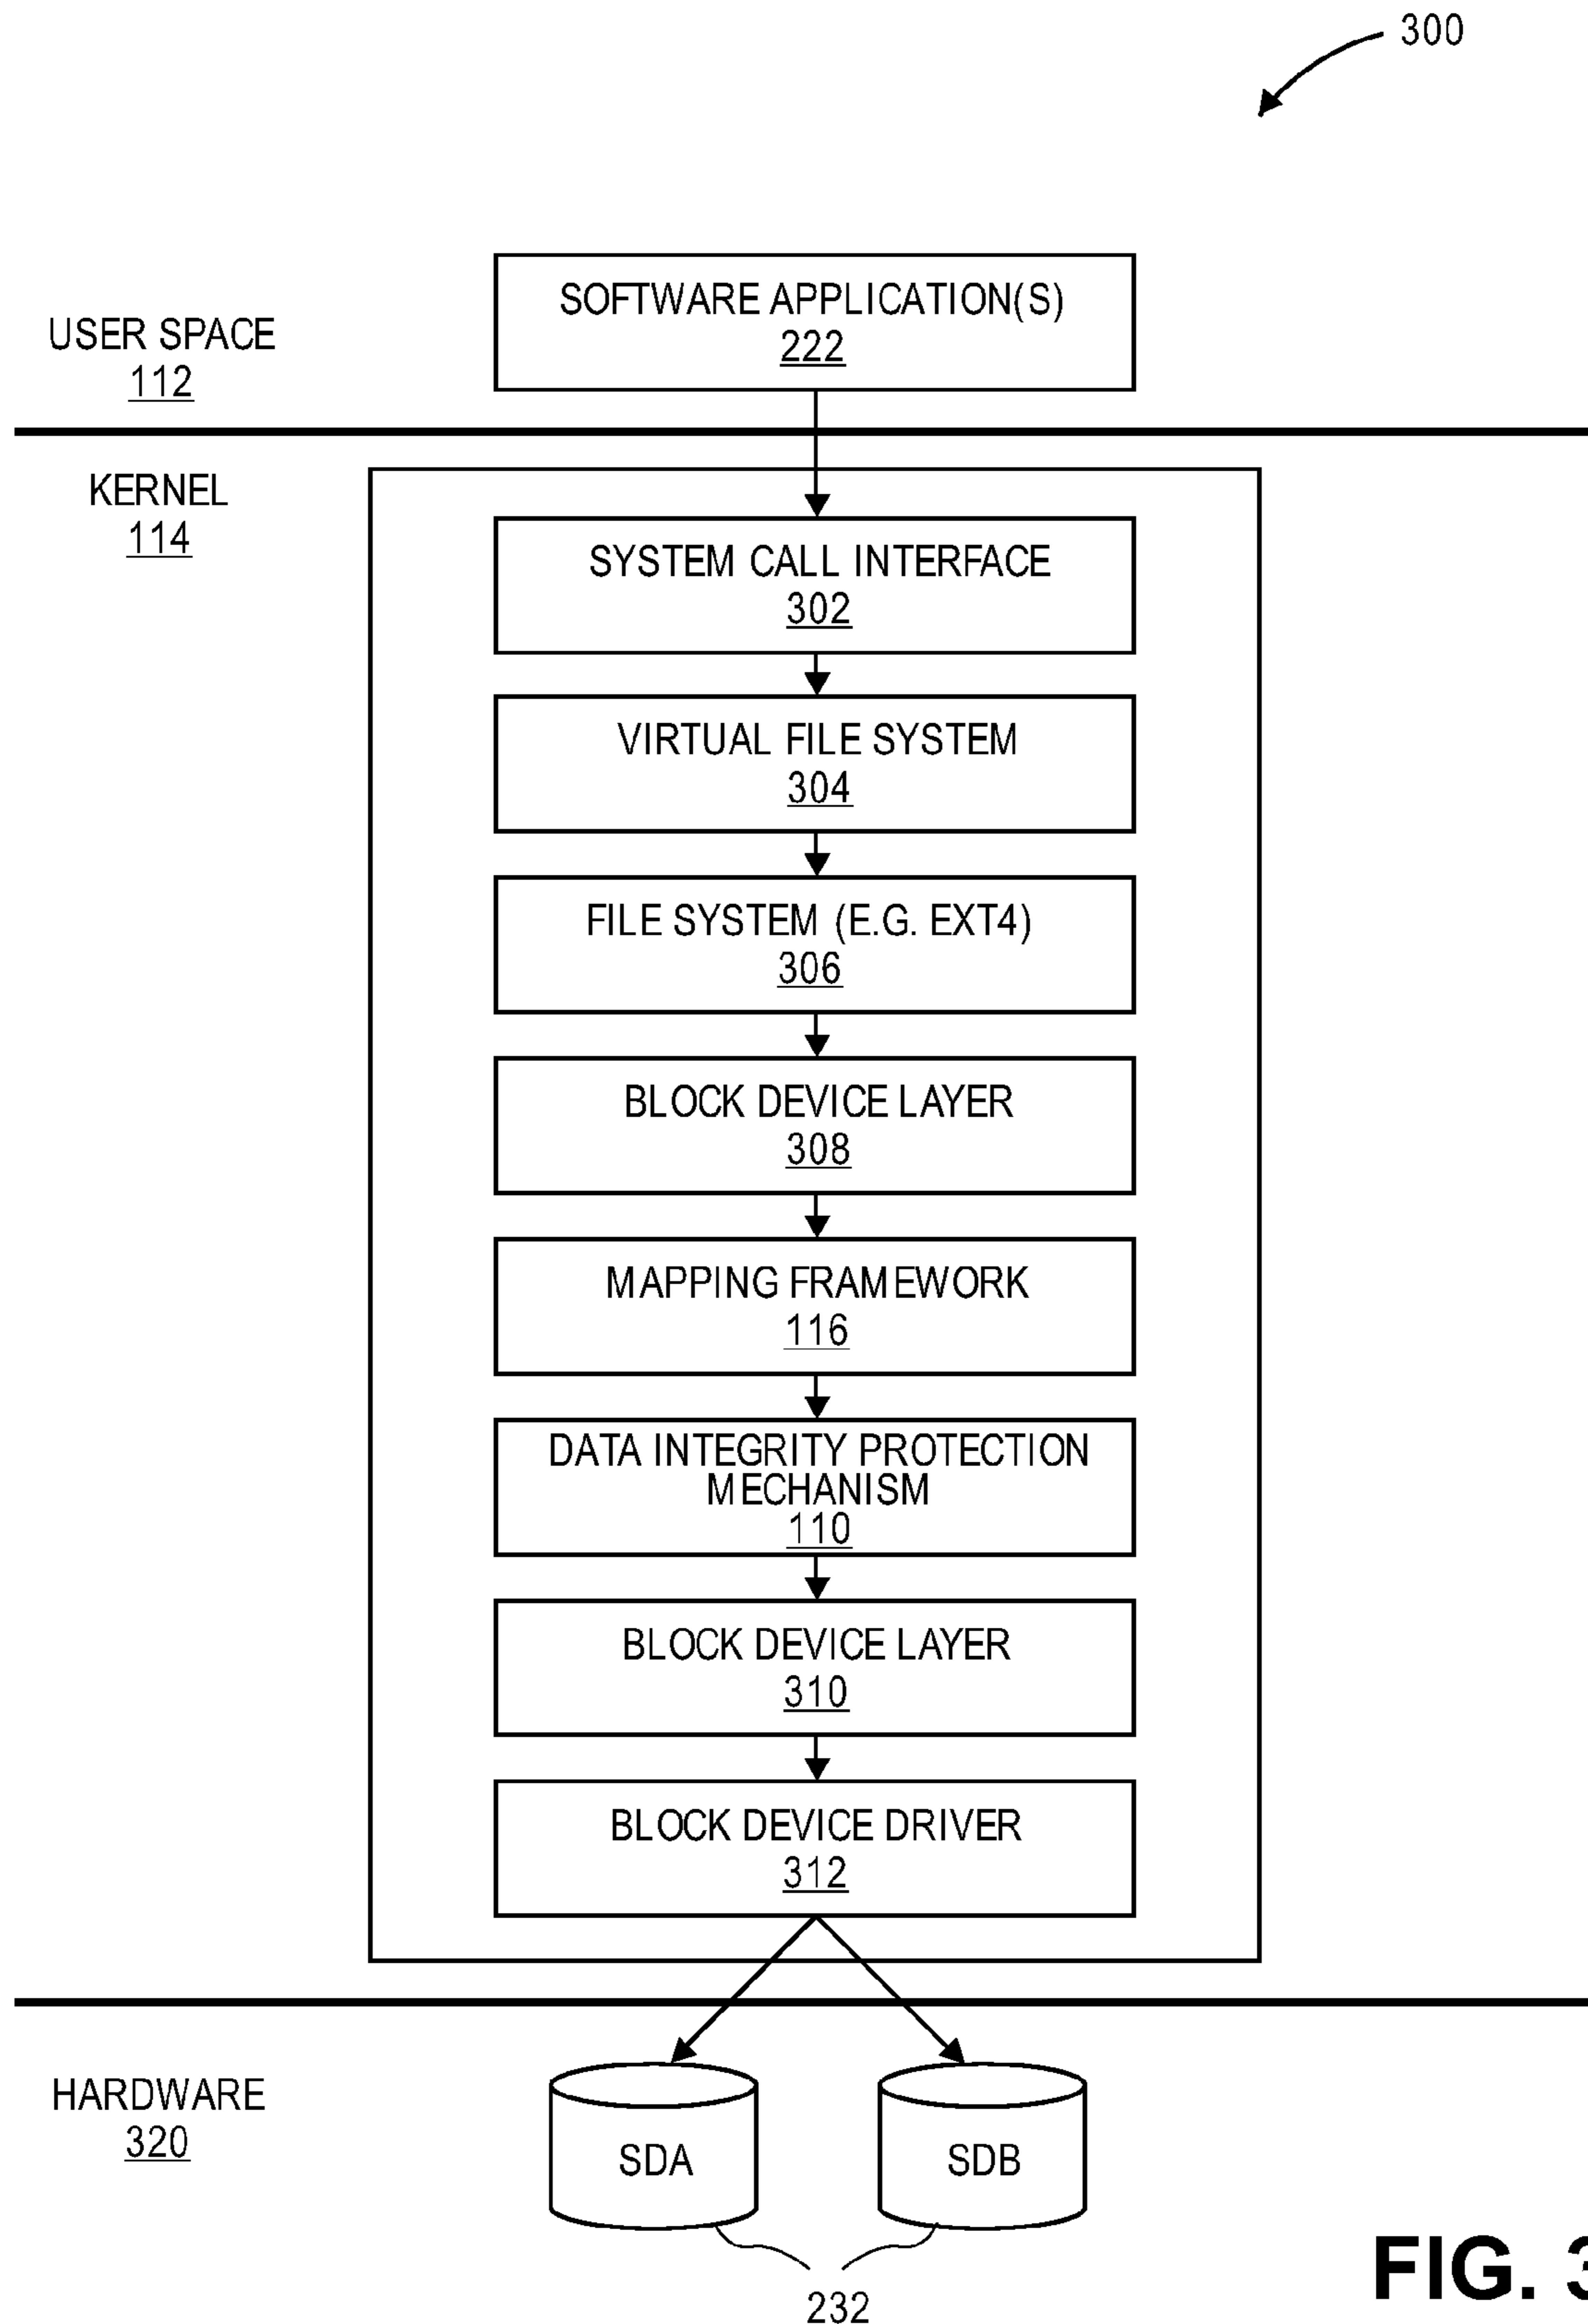 300
SOFTWARE APPLICATION(S)
222
USER SPACE
112
KERNEL
114
SYSTEM CALL INTERFACE
302
VIRTUAL FILE SYSTEM
304
FILE SYSTEM (E.G. EXT4)
306
BLOCK DEVICE LAYER
308
MAPPING FRAMEWORK
116
DATA INTEGRITY PROTECTION
MECHANISM
110
BLOCK DEVICE LAYER
310
BLOCK DEVICE DRIVER
312
HARDWARE
320
SDA
SDB
232
FIG. 3